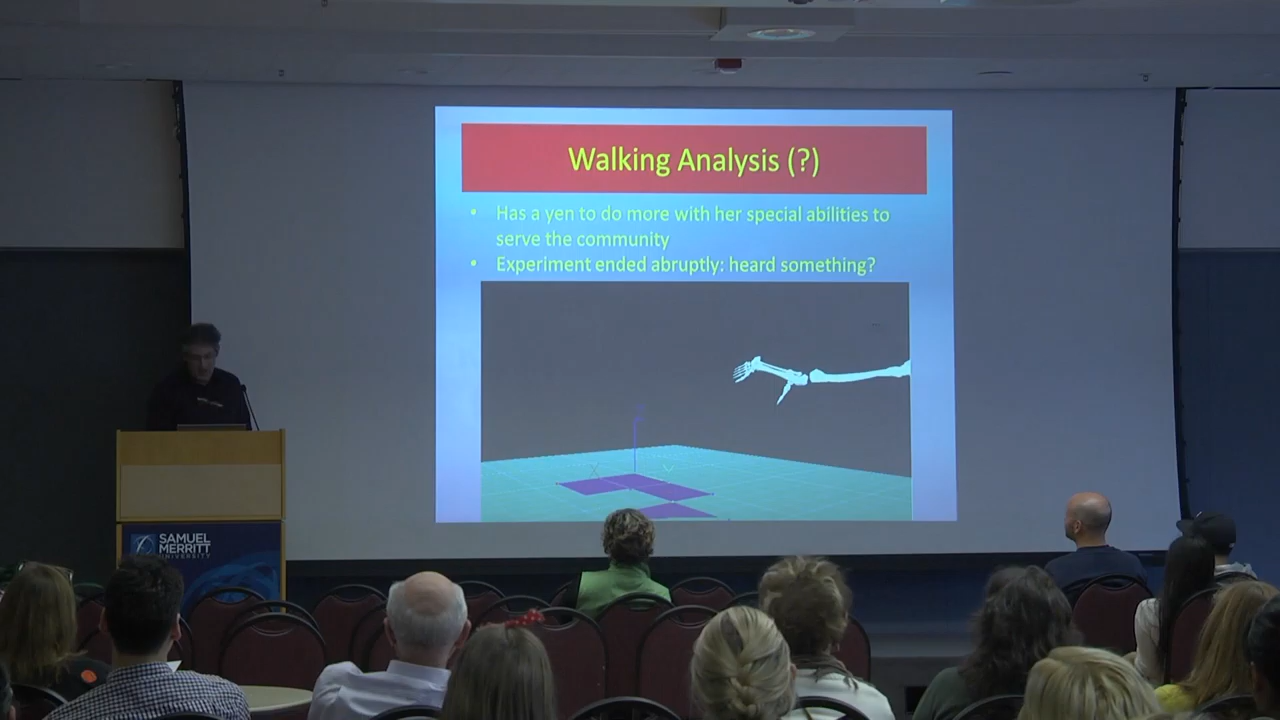 Walking Analysis (?)
• Has a yen to do more with her special abilities to
serve the community
• Experiment ended abruptly: heard something?
X
Y
SAMUEL
MERRITT
UNIVERSITY